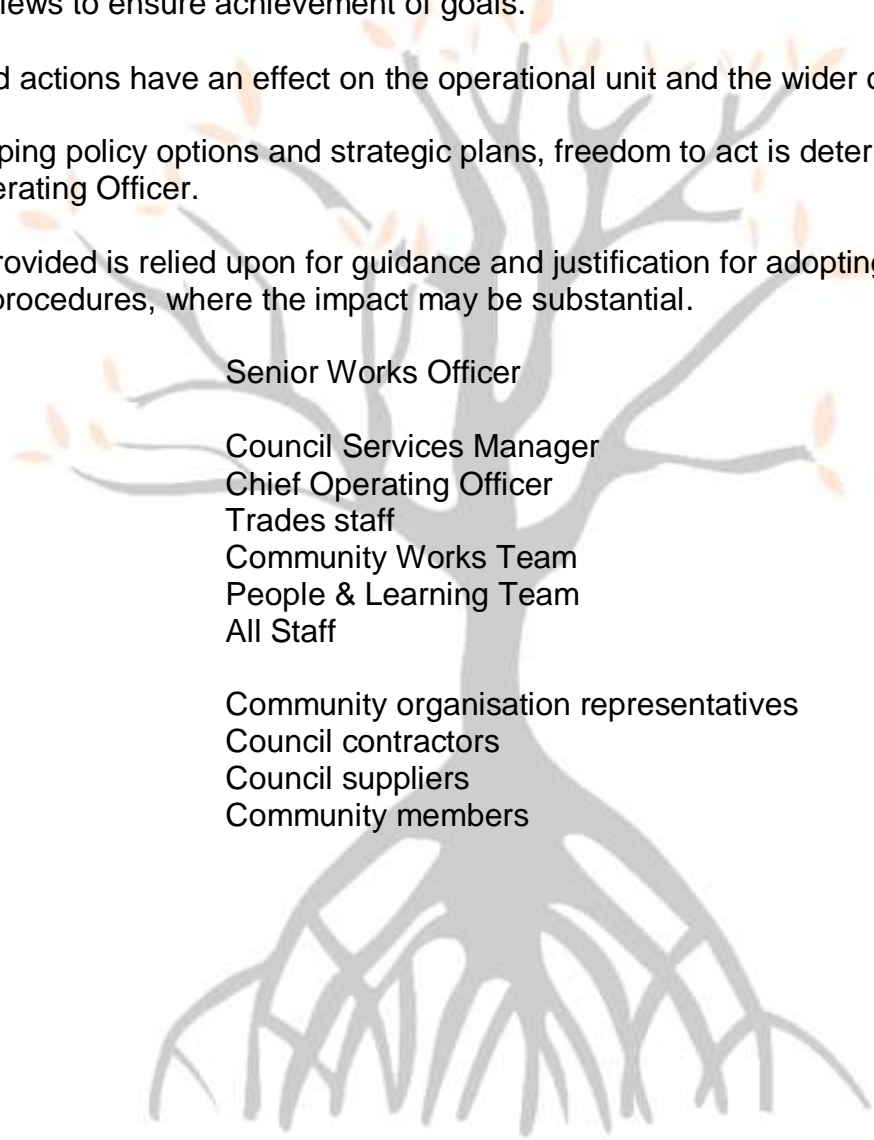 ews to ensure achievement of goals.
d actions have an effect on the operational unit and the wider
ping policy options and strategic plans, freedom to act is deter
erating Officer.
rovided is relied upon for guidance and justification for adopting
procedures, where the impact may be substantial.
Senior Works Officer
Council Services Manager
Chief Operating Officer
Trades staff
Community Works Team
People & Learning Team
All Staff
Community organisation representatives
Council contractors
Council suppliers
Community members